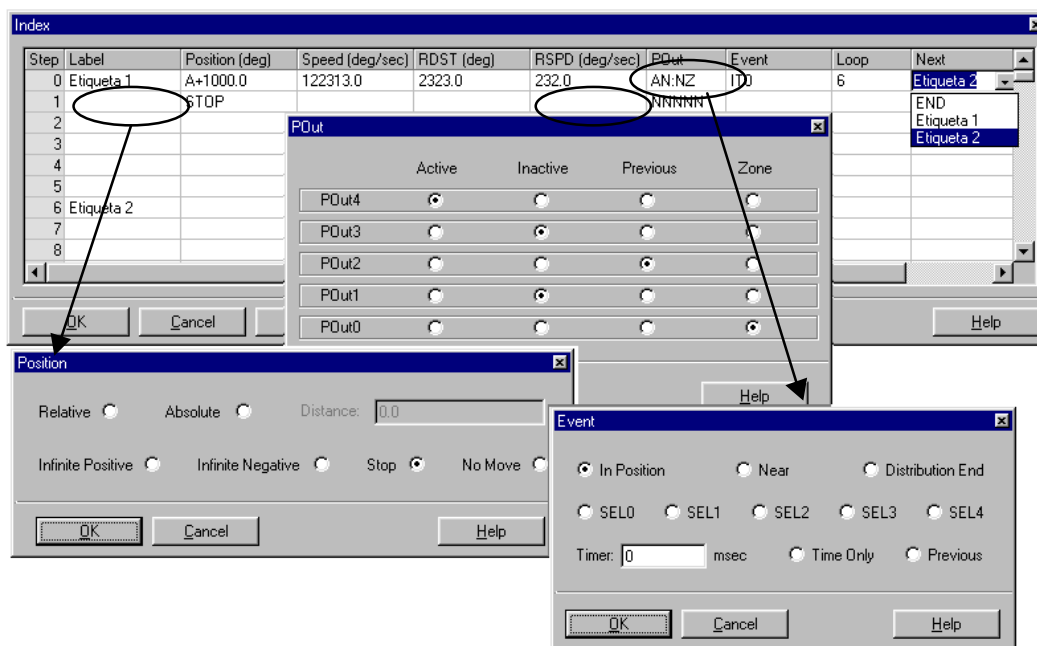 Index
Step Label Position (deg) Speed (deg/sec) RDST (deg) RSPD (deg/sec) POut Event Loop Next
0 Etiqueta 1 A+1000.0 122313.0 2323.0 232.0 AN:NZ IT0 6 Etiqueta 2
1 STOP NNNNN
END
2
Etiqueta 1
3
Etiqueta 2
4
5
6 Etiqueta 2
7
8
OK Cancel Help
POut
Active Inactive Previous Zone
POut4
POut3
POut2
POut1
POut0
Help
Position
Relative Absolute Distance: 0.0
Infinite Positive Infinite Negative Stop No Move
OK Cancel Help
Event
In Position Near Distribution End
SEL0 SEL1 SEL2 SEL3 SEL4
Timer: 0 msec Time Only Previous
OK Cancel Help